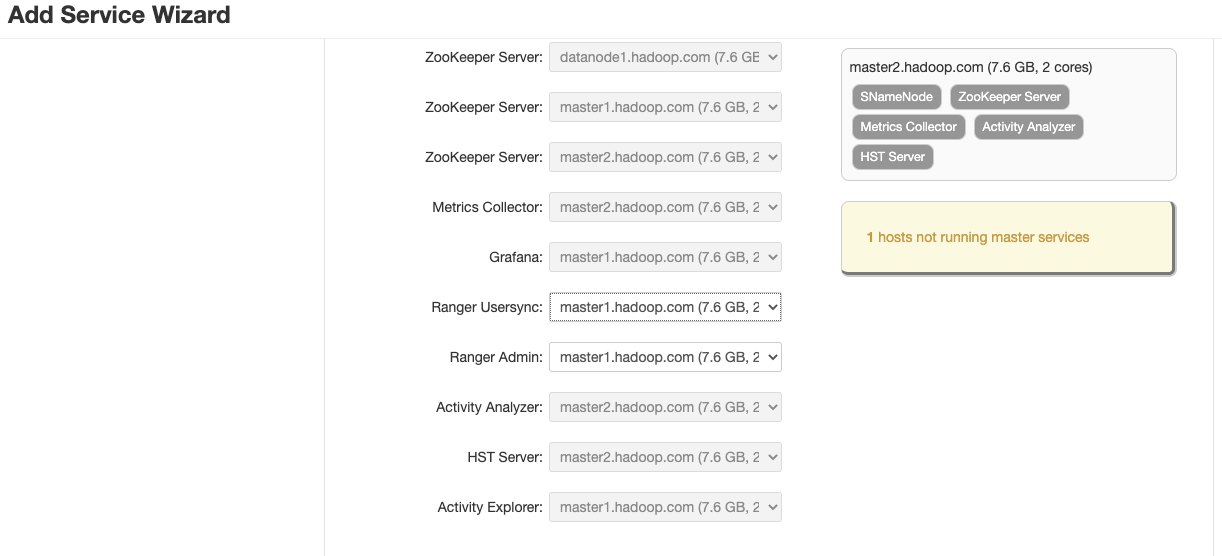 Add Service Wizard
ZooKeeper Server: datanode1.hadoop.com (7.6 GE
ZooKeeper Server: master1.hadoop.com (7.6 GB, 2
ZooKeeper Server: master2.hadoop.com (7.6 GB, 2
Metrics Collector: master2.hadoop.com (7.6 GB, 2
Grafana: master1.hadoop.com (7.6 GB, 2
Ranger Usersync: master1.hadoop.com (7.6 GB, 2
Ranger Admin: master1.hadoop.com (7.6 GB, 2
Activity Analyzer: master2.hadoop.com (7.6 GB, 2
HST Server: master2.hadoop.com (7.6 GB, 2
Activity Explorer: master1.hadoop.com (7.6 GB, 2
master2.hadoop.com (7.6 GB, 2 cores)
SNameNode ZooKeeper Server
Metrics Collector Activity Analyzer
HST Server
1 hosts not running master services